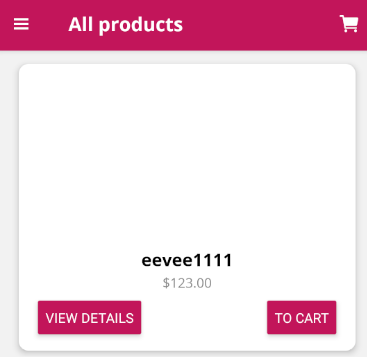 All products
eevee1111
$123.00
VIEW DETAILS
TO CART